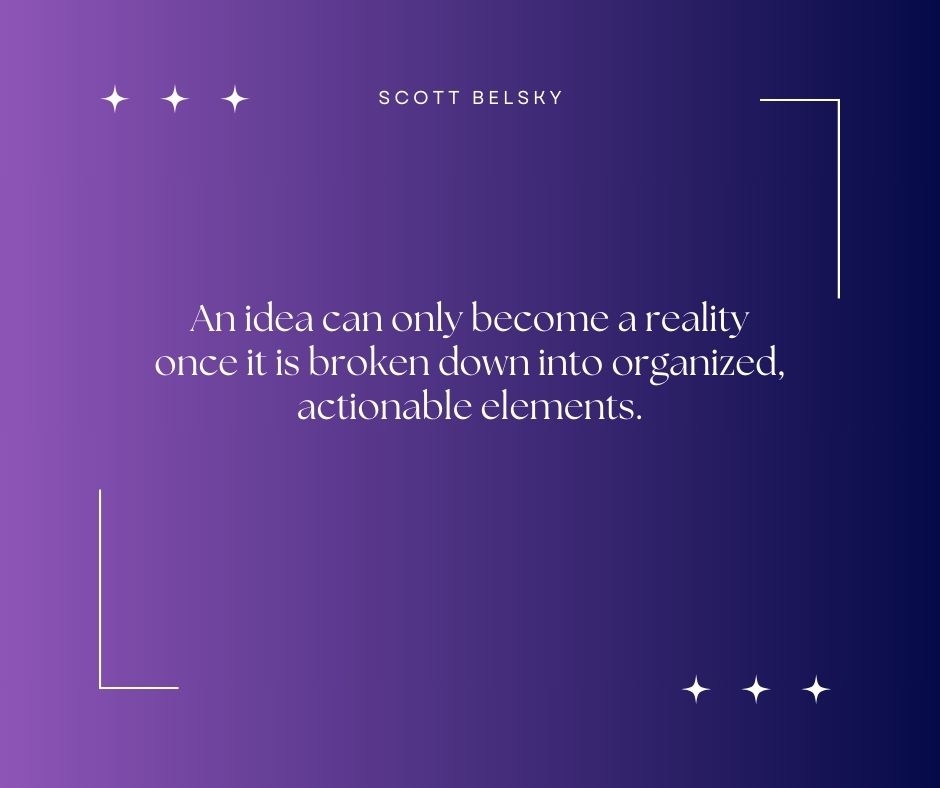 SCOTT BELSKY
An idea can only become a reality
once it is broken down into organized,
actionable elements.